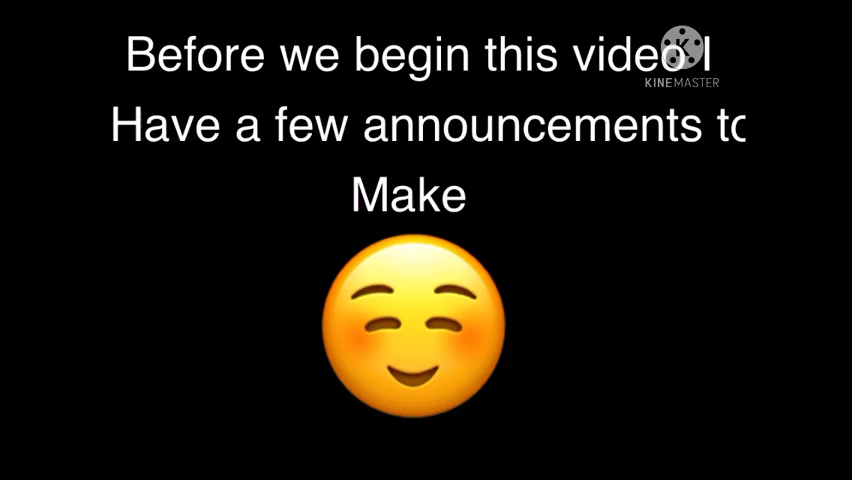 Before we begin this video I
Have a few announcements to
Make
KINEMASTER